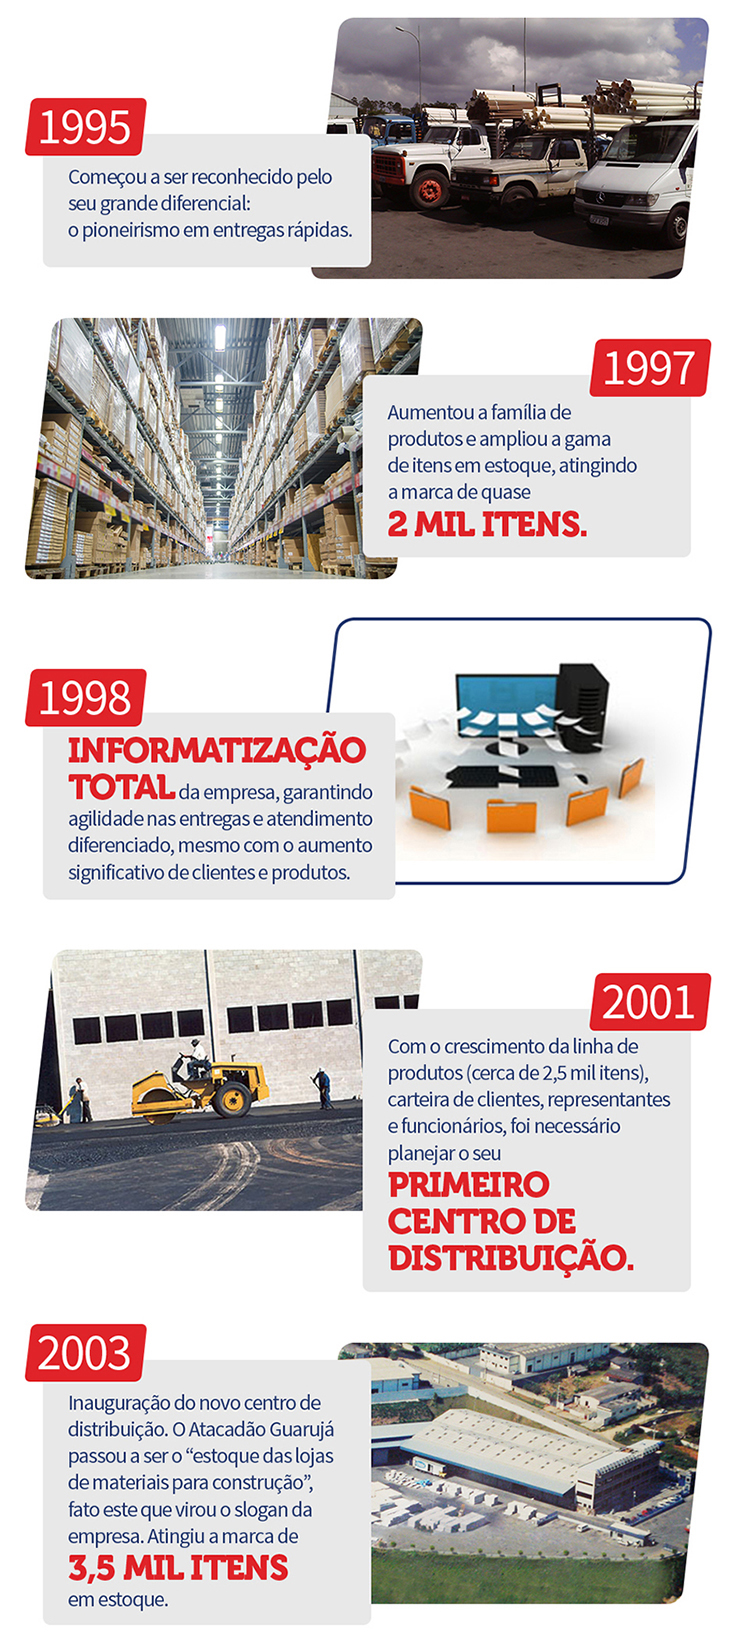 1995
Começou a ser reconhecido pelo
seu grande diferencial:
o pioneirismo em entregas rápidas.
1997
Aumentou a família de
produtos e ampliou a gama
de itens em estoque, atingindo
a marca de quase
2 MIL ITENS.
1998
INFORMATIZAÇÃO
TOTAL da empresa, garantindo
agilidade nas entregas e atendimento
diferenciado, mesmo com o aumento
significativo de clientes e produtos.
2001
Com o crescimento da linha de
produtos (cerca de 2,5 mil itens),
carteira de clientes, representantes
e funcionários, foi necessário
planejar o seu
PRIMEIRO
CENTRO DE
DISTRIBUIÇÃO.
2003
Inauguração do novo centro de
distribuição. O Atacadão Guarujá
passou a ser o “estoque das lojas
de materiais para construção”,
fato este que virou o slogan da
empresa. Atingiu a marca de
3,5 MIL ITENS
em estoque.